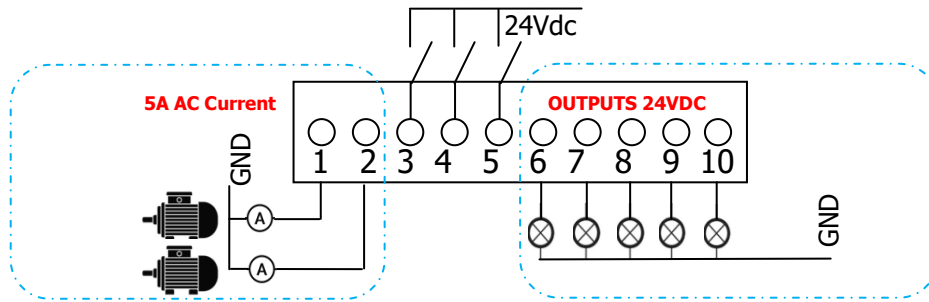 24Vdc
5A AC Current
OUTPUTS 24VDC
GND
1 2 3 4 5 6 7 8 9 10
A
A
GND